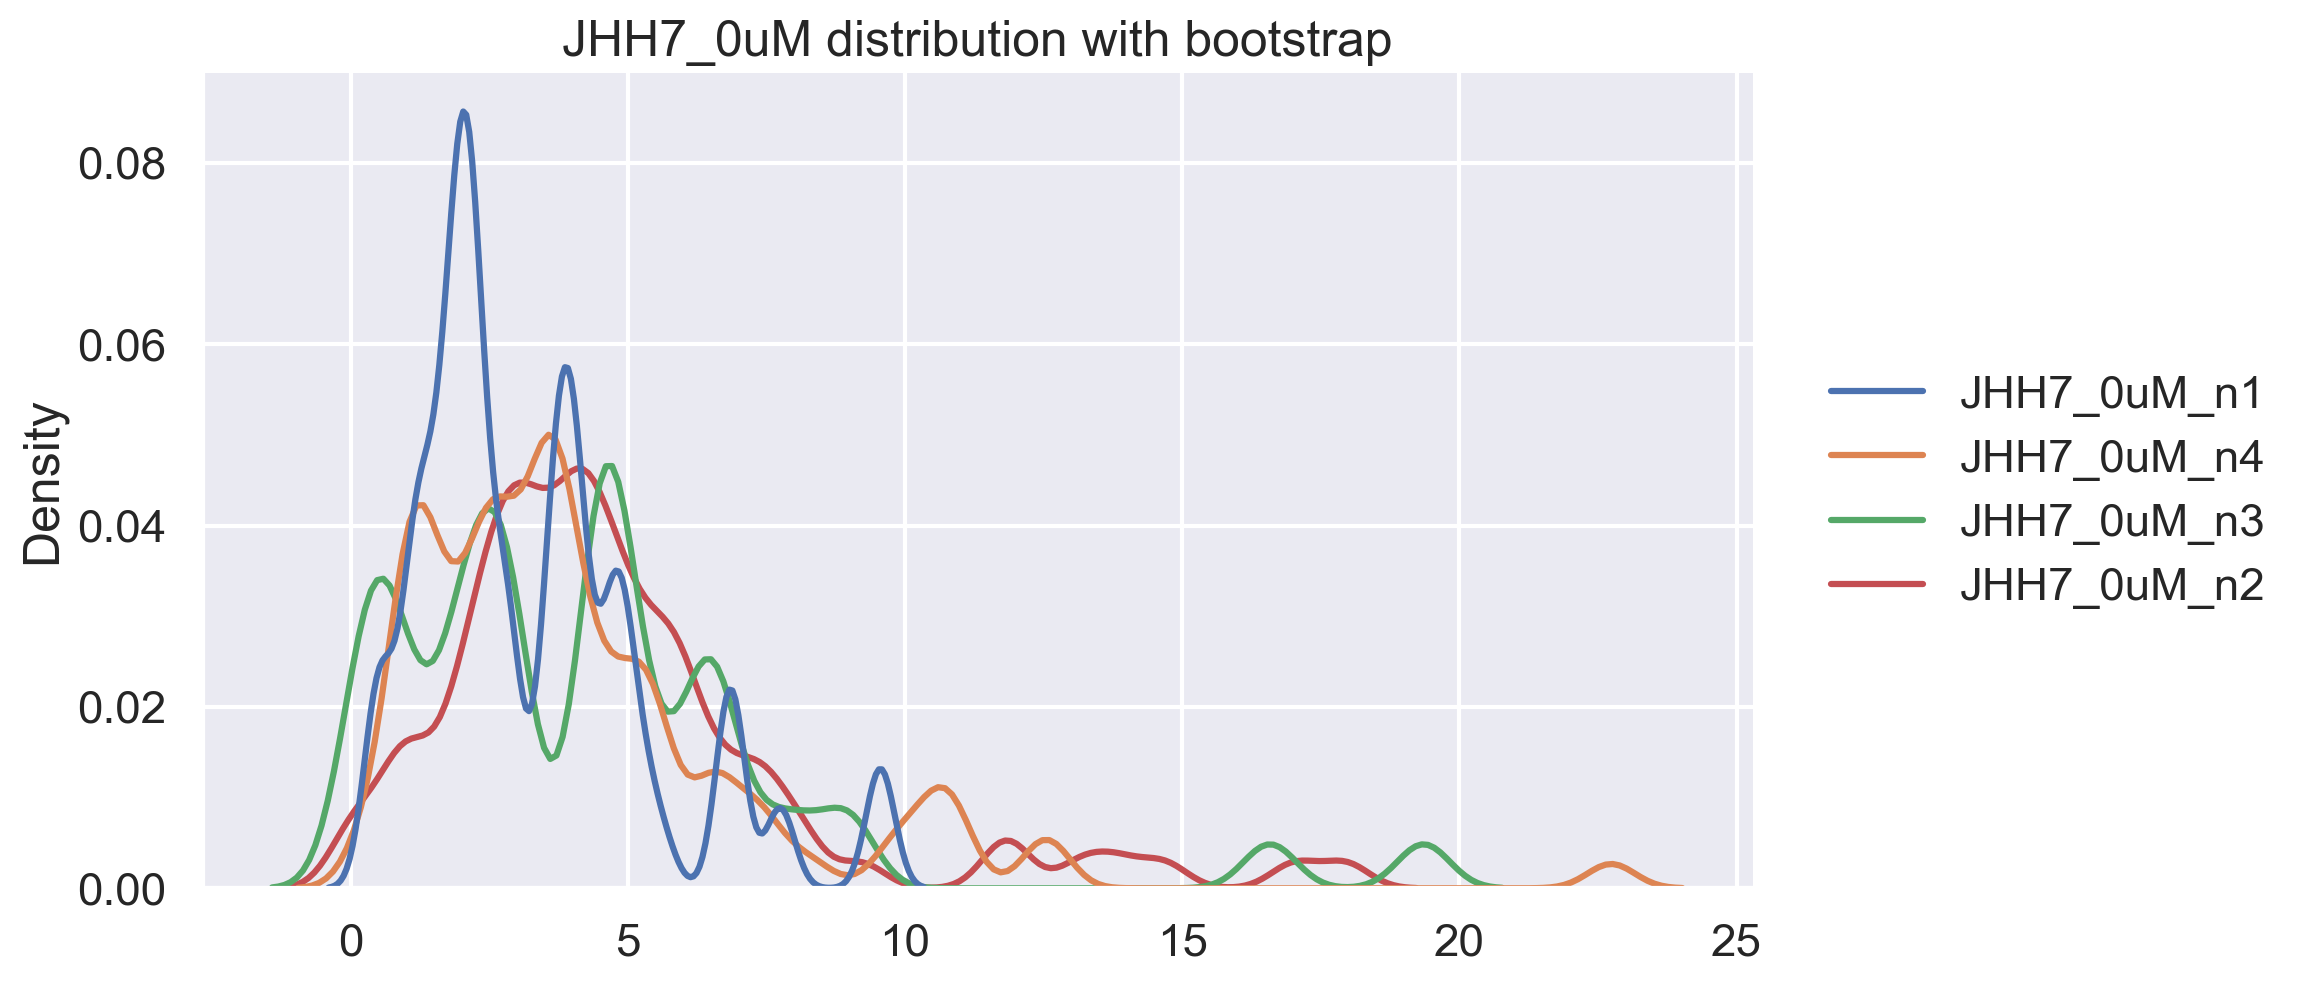 JHH7_0uM distribution with bootstrap
Density
0.08
0.06
0.04
0.02
0.00
0 5 10 15 20 25
JHH7_0uM_n1
JHH7_0uM_n4
JHH7_0uM_n3
JHH7_0uM_n2